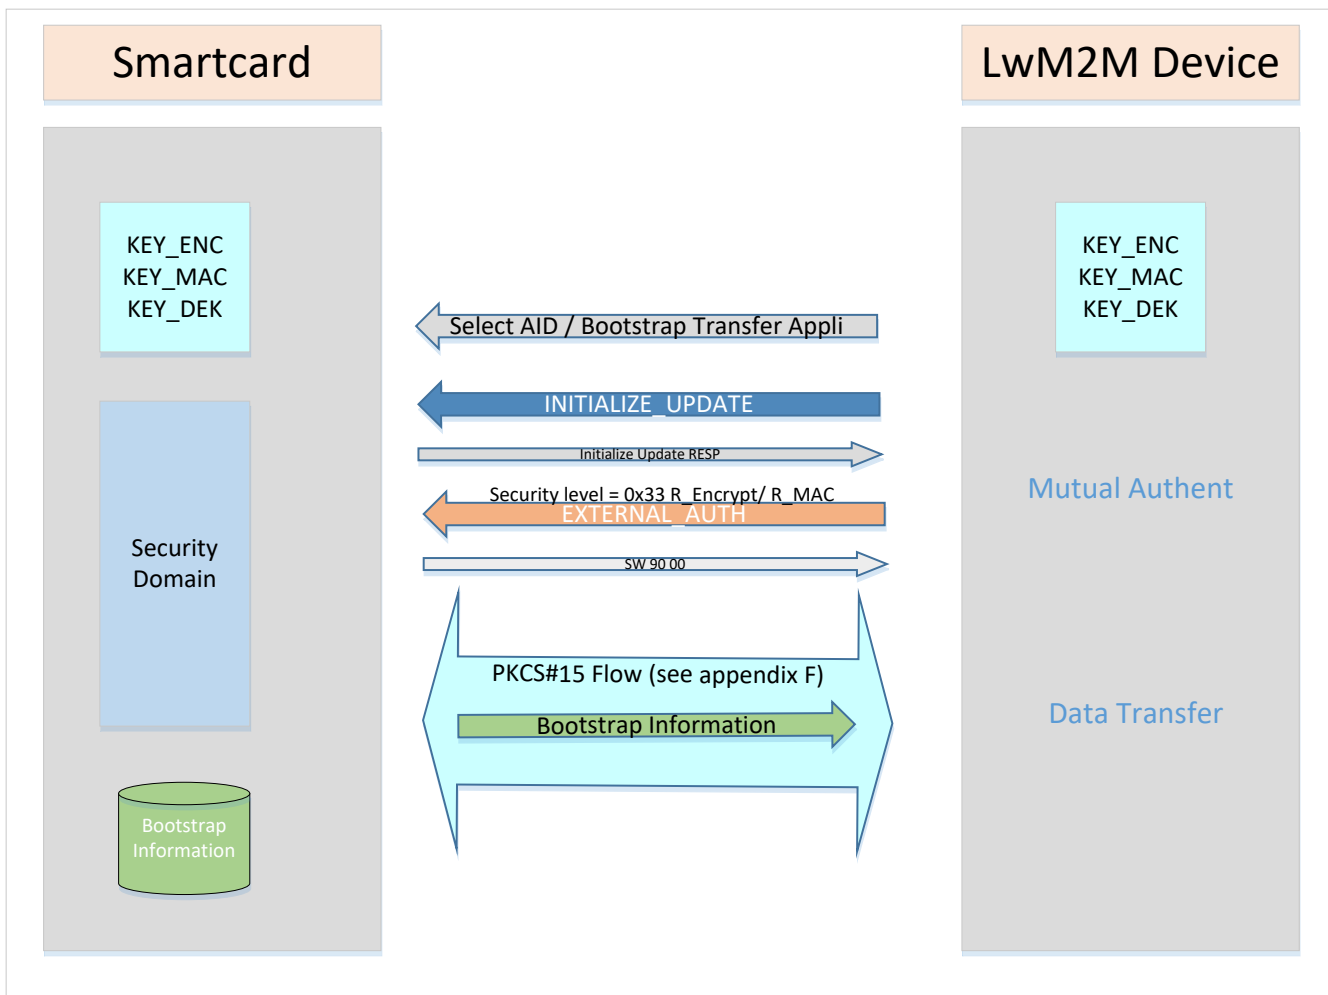 Smartcard
LwM2M Device
KEY_ENC
KEY_MAC
KEY_DEK
KEY_ENC
KEY_MAC
KEY_DEK
Select AID / Bootstrap Transfer Appli
INITIALIZE_UPDATE
Initialize Update RESP
Mutual Authent
Security level = 0x33 R_Encrypt/ R_MAC
EXTERNAL_AUTH
Security
Domain
SW 90 00
PKCS#15 Flow (see appendix F)
Bootstrap Information
Data Transfer
Bootstrap
Information